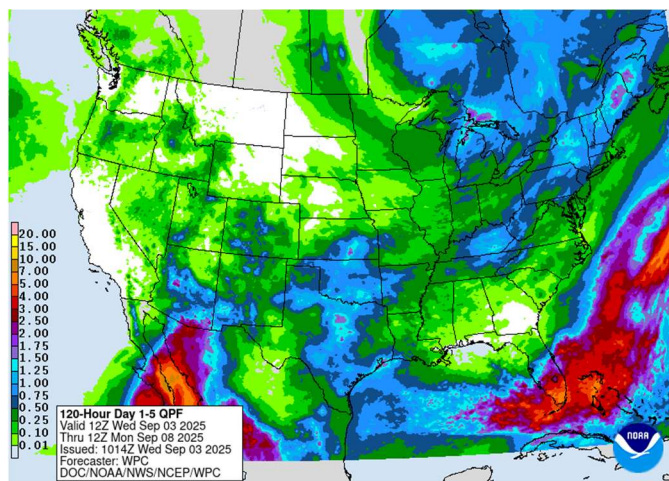 20.00
15.00
10.00
7.00
5.00
4.00
3.00
2.50
2.00
1.75
1.50
1.25
1.00
0.75
0.50
0.25
0.10
0.01
120-Hour Day 1-5 QPF
Valid 12Z Wed Sep 03 2025
Thru 12Z Mon Sep 08 2025
Issued: 1014Z Wed Sep 03 2025
Forecaster: WPC
DOC/NOAA/NWS/NCEP/WPC
NOAA